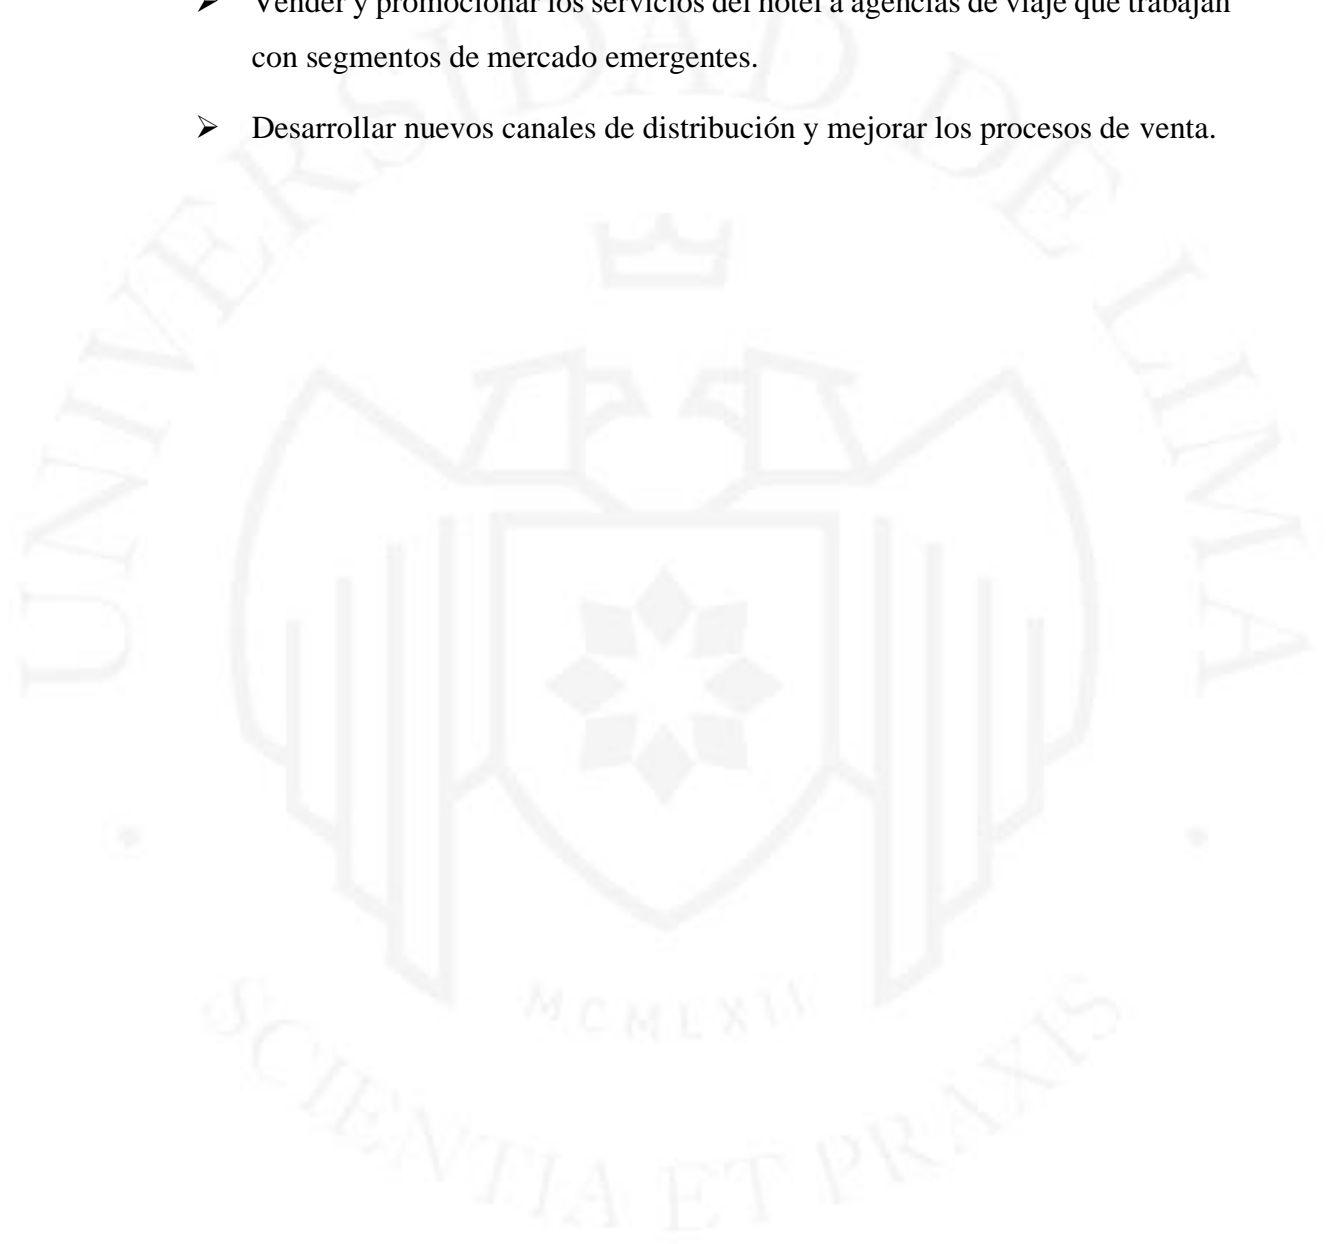 ➢ Vender y promocionar los servicios del hotel a agencias de viaje que trabajan
con segmentos de mercado emergentes.
➢ Desarrollar nuevos canales de distribución y mejorar los procesos de venta.
UNIVERSIDAD DE LIMA
MCMLXII
SCIENTIA ET PRAXIS